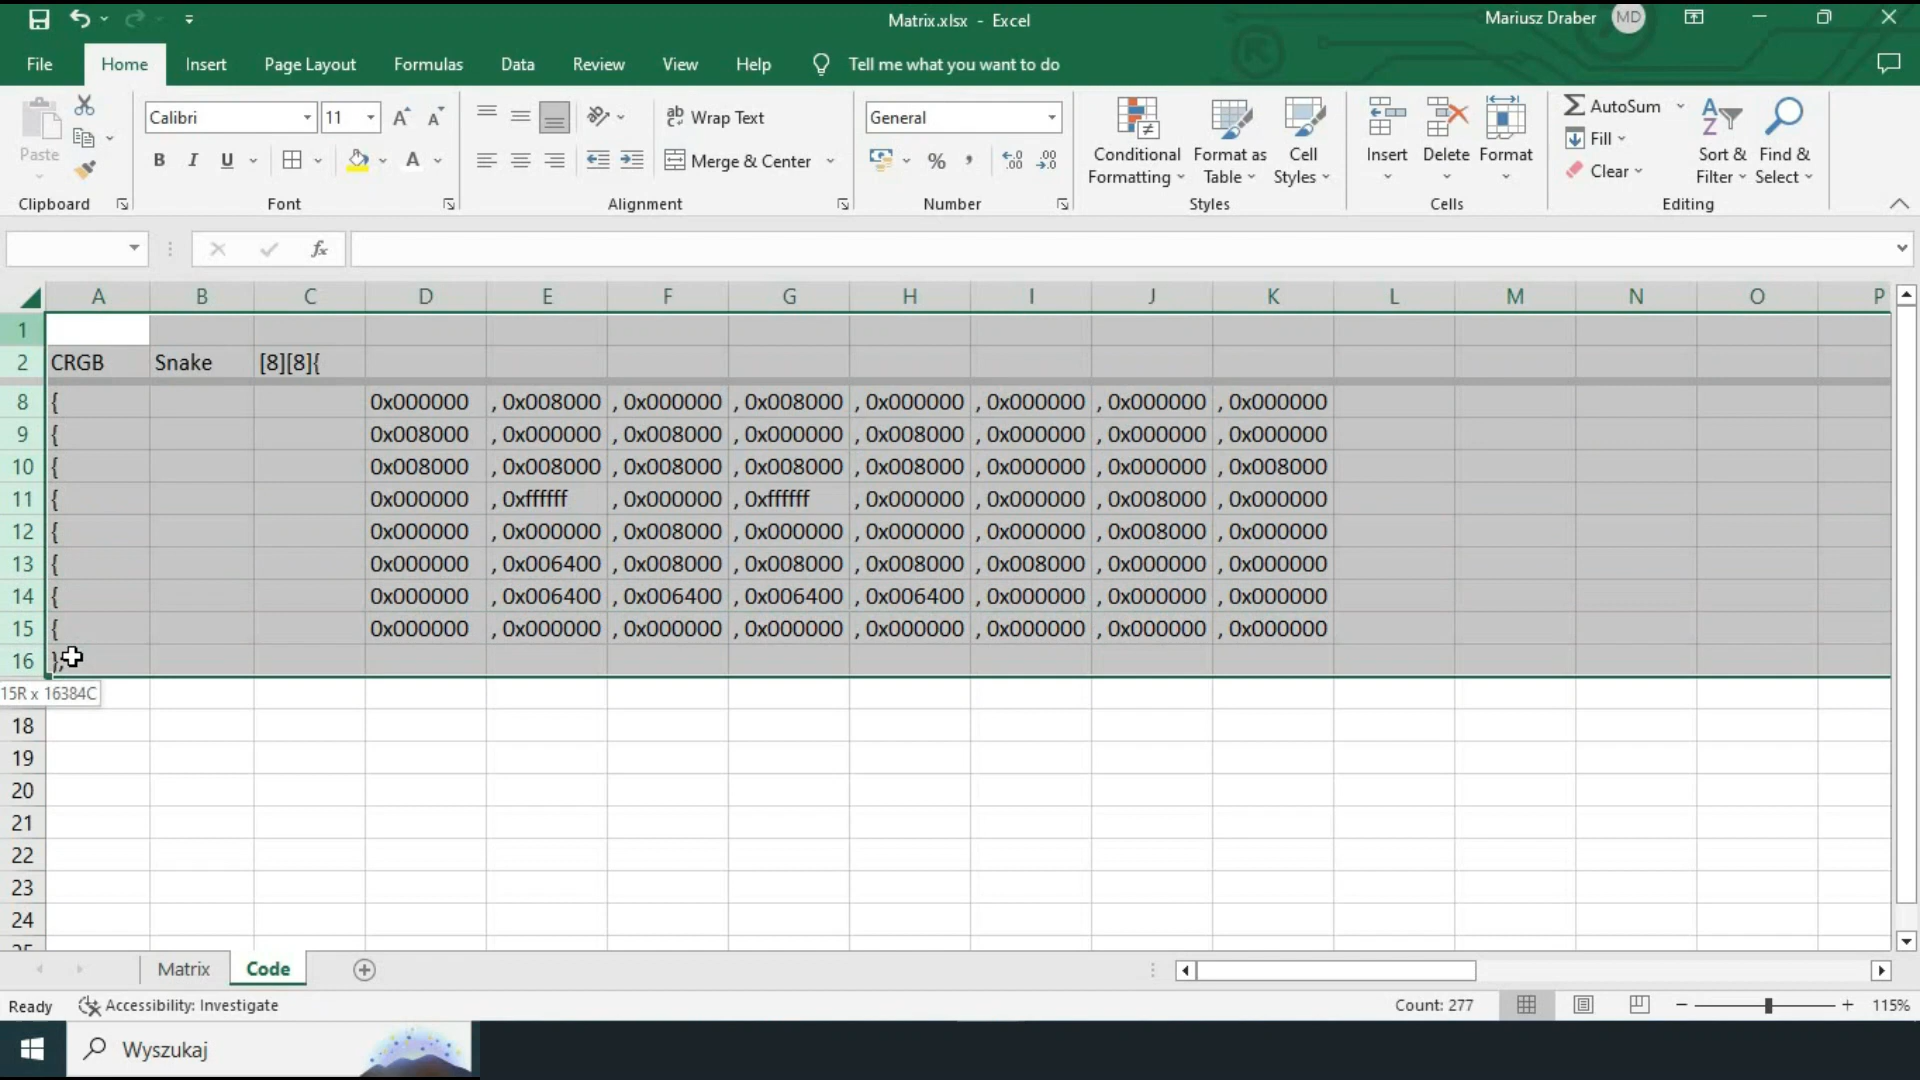 Matrix.xlsx - Excel
Mariusz Draber MD
File Home Insert Page Layout Formulas Data Review View Help Tell me what you want to do
Paste
Clipboard
Calibri 11
B I U A
Font
ab Wrap Text
Merge & Center
Alignment
General
%
Number
Conditional Formatting
Format as Table
Cell Styles
Styles
Insert Delete Format
Cells
AutoSum
Fill
Clear
Sort & Filter
Find & Select
Editing
fx
A B C D E F G H I J K L M N O P
1
2 CRGB Snake [8][8]{
8 { 0x000000 , 0x008000 , 0x000000 , 0x008000 , 0x000000 , 0x000000 , 0x000000 , 0x000000
9 { 0x008000 , 0x000000 , 0x008000 , 0x000000 , 0x008000 , 0x000000 , 0x000000 , 0x000000
10 { 0x008000 , 0x008000 , 0x008000 , 0x008000 , 0x000000 , 0x000000 , 0x000000 , 0x008000
11 { 0x000000 , 0xffffff , 0x000000 , 0xffffff , 0x000000 , 0x000000 , 0x008000 , 0x000000
12 { 0x000000 , 0x000000 , 0x008000 , 0x000000 , 0x000000 , 0x000000 , 0x008000 , 0x000000
13 { 0x000000 , 0x006400 , 0x008000 , 0x008000 , 0x008000 , 0x008000 , 0x000000 , 0x000000
14 { 0x000000 , 0x006400 , 0x006400 , 0x006400 , 0x006400 , 0x000000 , 0x000000 , 0x000000
15 { 0x000000 , 0x000000 , 0x000000 , 0x000000 , 0x000000 , 0x000000 , 0x000000 , 0x000000
16 };
15R x 16384C
18
19
20
21
22
23
24
25
Matrix Code
Ready Accessibility: Investigate Count: 277 115%
Wyszukaj